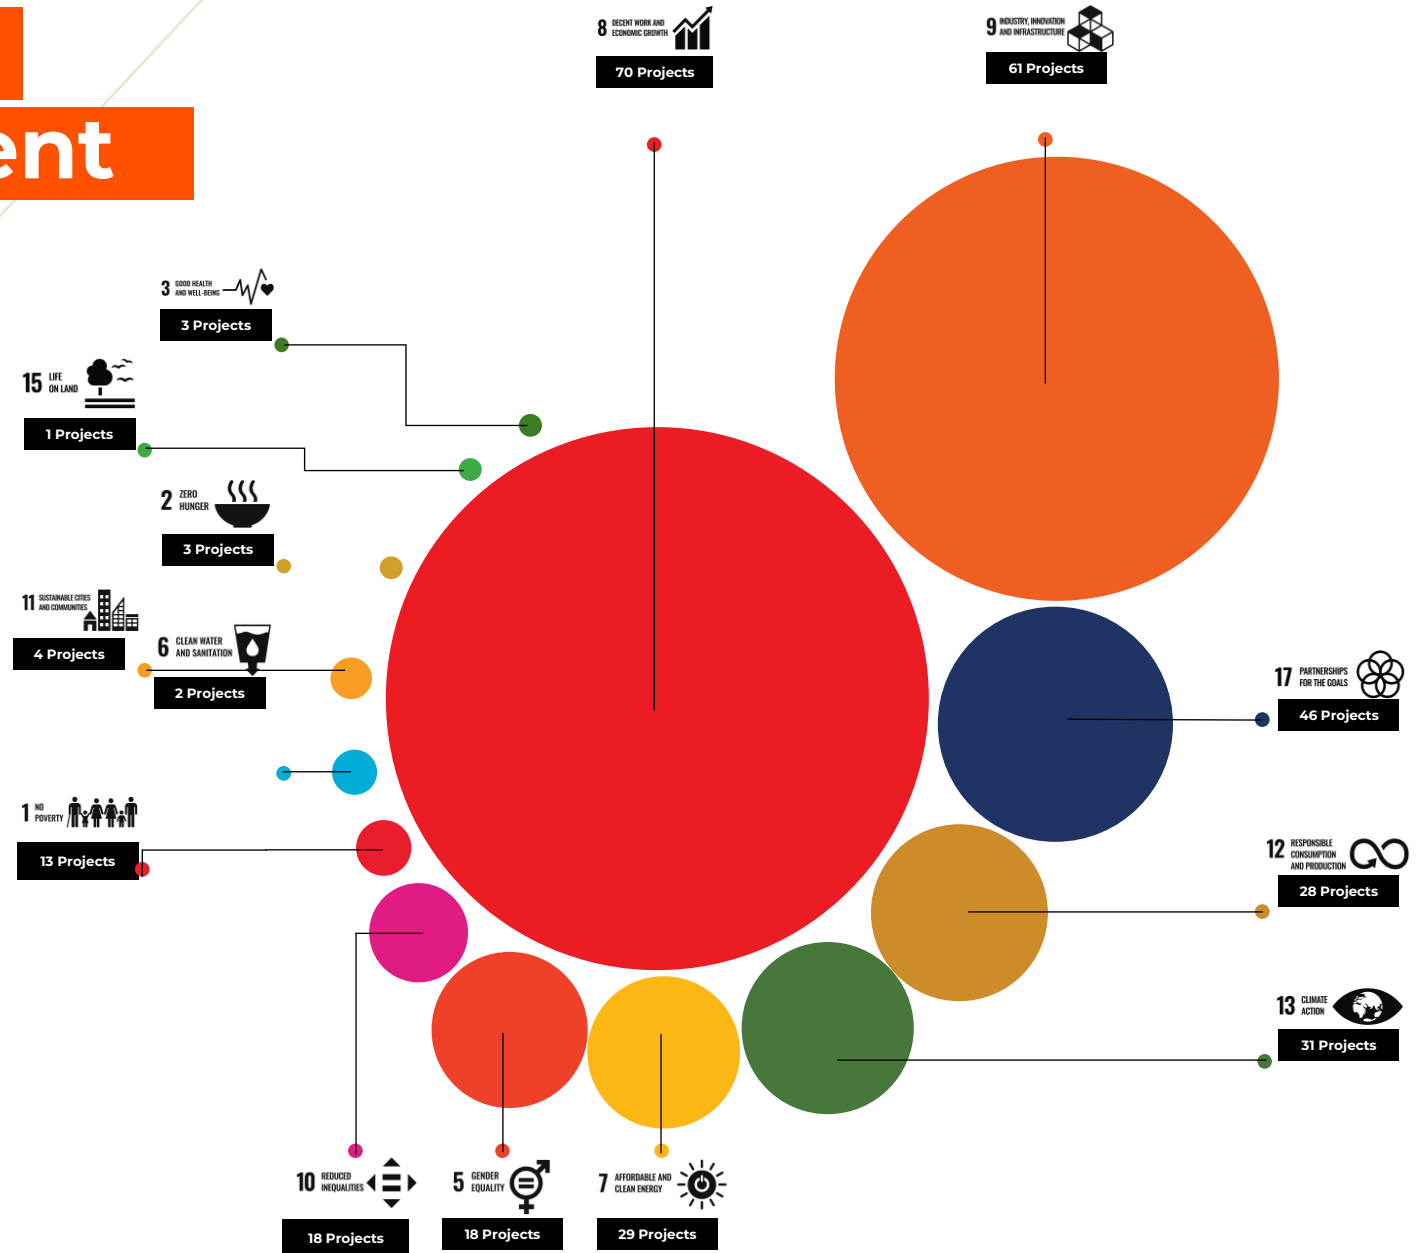 ent
8 DECENT WORK AND
ECONOMIC GROWTH
70 Projects
9 INDUSTRY, INNOVATION
AND INFRASTRUCTURE
61 Projects
3 GOOD HEALTH
AND WELL-BEING
3 Projects
15 LIFE
ON LAND
1 Projects
2 ZERO
HUNGER
3 Projects
11 SUSTAINABLE CITIES
AND COMMUNITIES
4 Projects
6 CLEAN WATER
AND SANITATION
2 Projects
17 PARTNERSHIPS
FOR THE GOALS
46 Projects
1 NO
POVERTY
13 Projects
12 RESPONSIBLE
CONSUMPTION
AND PRODUCTION
28 Projects
13 CLIMATE
ACTION
31 Projects
10 REDUCED
INEQUALITIES
18 Projects
5 GENDER
EQUALITY
18 Projects
7 AFFORDABLE AND
CLEAN ENERGY
29 Projects